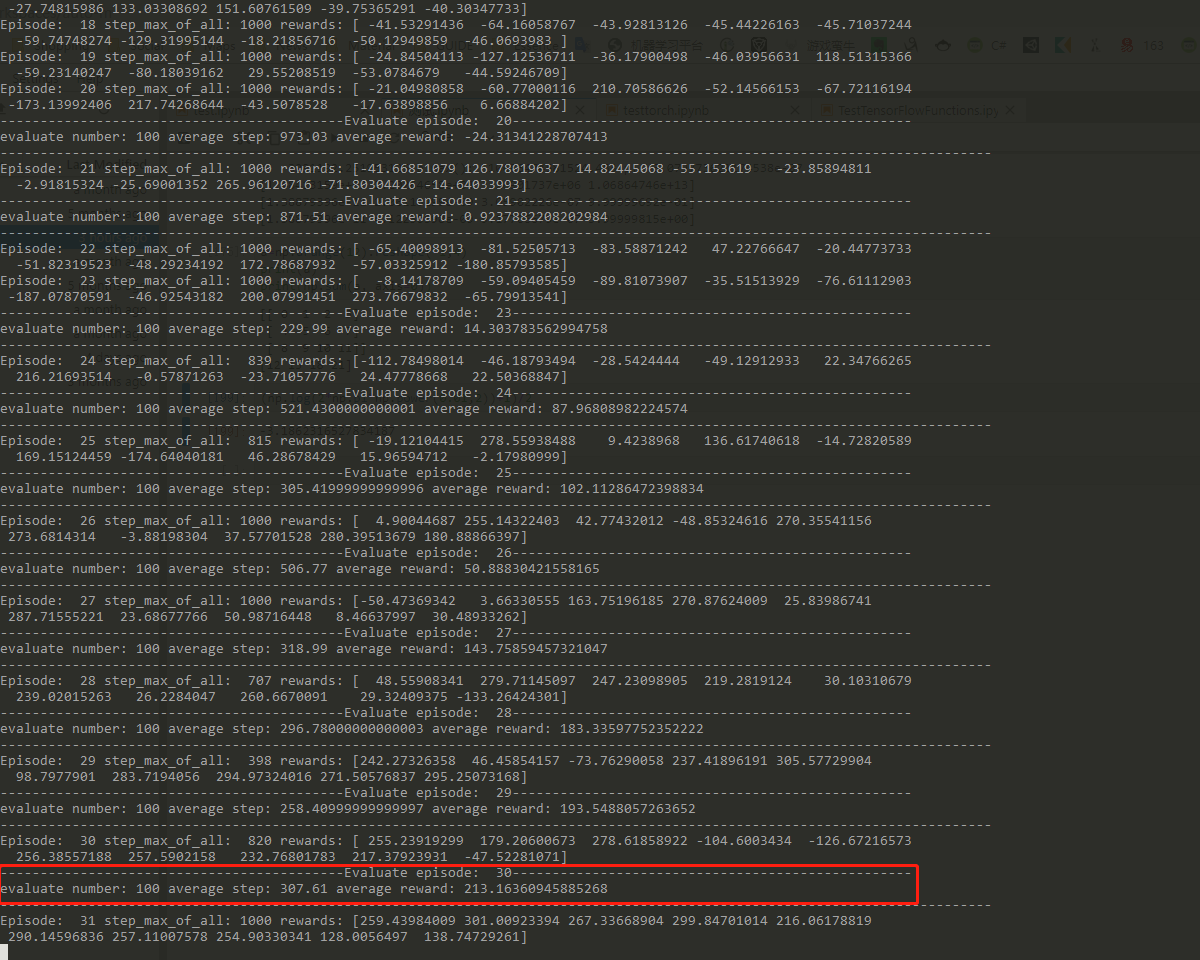 -27.74815986 133.03308692 151.60761509 -39.75365291 -40.30347733]
Episode:  18 step_max_of_all: 1000 rewards: [ -41.53291436  -64.16058767  -43.92813126  -45.44226163  -45.71037244
  -59.74748274 -129.31995144  -18.21856716  -50.12949859  -46.0693983 ]
Episode:  19 step_max_of_all: 1000 rewards: [ -24.84504113 -127.12536711  -36.17900498  -46.03956631  118.51315366
  -59.23140247  -80.18039162   29.55208519  -53.0784679   -44.59246709]
Episode:  20 step_max_of_all: 1000 rewards: [ -21.04980858  -60.77000116  210.70586626  -52.14566153  -67.72116194
 -173.13992406  217.74268644  -43.5078528   -17.63898856    6.66884202]
-------------------------------------------Evaluate episode:  20--------------------------------------------------
evaluate number: 100 average step: 973.03 average reward: -24.31341228707413
----------------------------------------------------------------------------------------------------------------------------
Episode:  21 step_max_of_all: 1000 rewards: [-41.66851079 126.78019637  14.82445068 -55.153619   -23.85894811
  -2.91815324 -25.69001352 265.96120716 -71.80304426 -14.64033993]
-------------------------------------------Evaluate episode:  21--------------------------------------------------
evaluate number: 100 average step: 871.51 average reward: 0.9237882208202984
----------------------------------------------------------------------------------------------------------------------------
Episode:  22 step_max_of_all: 1000 rewards: [ -65.40098913  -81.52505713  -83.58871242   47.22766647  -20.44773733
  -51.82319523  -48.29234192  172.78687932  -57.03325912 -180.85793585]
Episode:  23 step_max_of_all: 1000 rewards: [  -8.14178709  -59.09405459  -89.81073907  -35.51513929  -76.61112903
 -187.07870591  -46.92543182  200.07991451  273.76679832  -65.79913541]
-------------------------------------------Evaluate episode:  23--------------------------------------------------
evaluate number: 100 average step: 229.99 average reward: 14.303783562994758
----------------------------------------------------------------------------------------------------------------------------
Episode:  24 step_max_of_all:  839 rewards: [-112.78498014  -46.18793494  -28.5424444   -49.12912933   22.34766265
  216.21693514   -0.57871263  -23.71057776   24.47778668   22.50368847]
-------------------------------------------Evaluate episode:  24--------------------------------------------------
evaluate number: 100 average step: 521.4300000000001 average reward: 87.96808982224574
----------------------------------------------------------------------------------------------------------------------------
Episode:  25 step_max_of_all:  815 rewards: [ -19.12104415  278.55938488    9.4238968   136.61740618  -14.72820589
  169.15124459 -174.64040181   46.28678429   15.96594712   -2.17980999]
-------------------------------------------Evaluate episode:  25--------------------------------------------------
evaluate number: 100 average step: 305.41999999999996 average reward: 102.11286472398834
----------------------------------------------------------------------------------------------------------------------------
Episode:  26 step_max_of_all: 1000 rewards: [  4.90044687 255.14322403  42.77432012 -48.85324616 270.35541156
 273.6814314   -3.88198304  37.57701528 280.39513679 180.88866397]
-------------------------------------------Evaluate episode:  26--------------------------------------------------
evaluate number: 100 average step: 506.77 average reward: 50.88830421558165
----------------------------------------------------------------------------------------------------------------------------
Episode:  27 step_max_of_all: 1000 rewards: [-50.47369342   3.66330555 163.75196185 270.87624009  25.83986741
 287.71555221  23.68677766  50.98716448   8.46637997  30.48933262]
-------------------------------------------Evaluate episode:  27--------------------------------------------------
evaluate number: 100 average step: 318.99 average reward: 143.75859457321047
----------------------------------------------------------------------------------------------------------------------------
Episode:  28 step_max_of_all:  707 rewards: [  48.55908341  279.71145097  247.23098905  219.2819124    30.10310679
  239.02015263   26.2284047   260.6670091    29.32409375 -133.26424301]
-------------------------------------------Evaluate episode:  28--------------------------------------------------
evaluate number: 100 average step: 296.78000000000003 average reward: 183.33597752352222
----------------------------------------------------------------------------------------------------------------------------
Episode:  29 step_max_of_all:  398 rewards: [242.27326358  46.45854157 -73.76290058 237.41896191 305.57729904
  98.7977901  283.7194056  294.97324016 271.50576837 295.25073168]
-------------------------------------------Evaluate episode:  29--------------------------------------------------
evaluate number: 100 average step: 258.40999999999997 average reward: 193.5488057263652
----------------------------------------------------------------------------------------------------------------------------
Episode:  30 step_max_of_all:  820 rewards: [ 255.23919299  179.20600673  278.61858922 -104.6003434  -126.67216573
  256.38557188  257.5902158   232.76801783  217.37923931  -47.52281071]
-------------------------------------------Evaluate episode:  30--------------------------------------------------
evaluate number: 100 average step: 307.61 average reward: 213.16360945885268
----------------------------------------------------------------------------------------------------------------------------
Episode:  31 step_max_of_all: 1000 rewards: [259.43984009 301.00923394 267.33668904 299.84701014 216.06178819
 290.14596836 257.11007578 254.90330341 128.0056497  138.74729261]